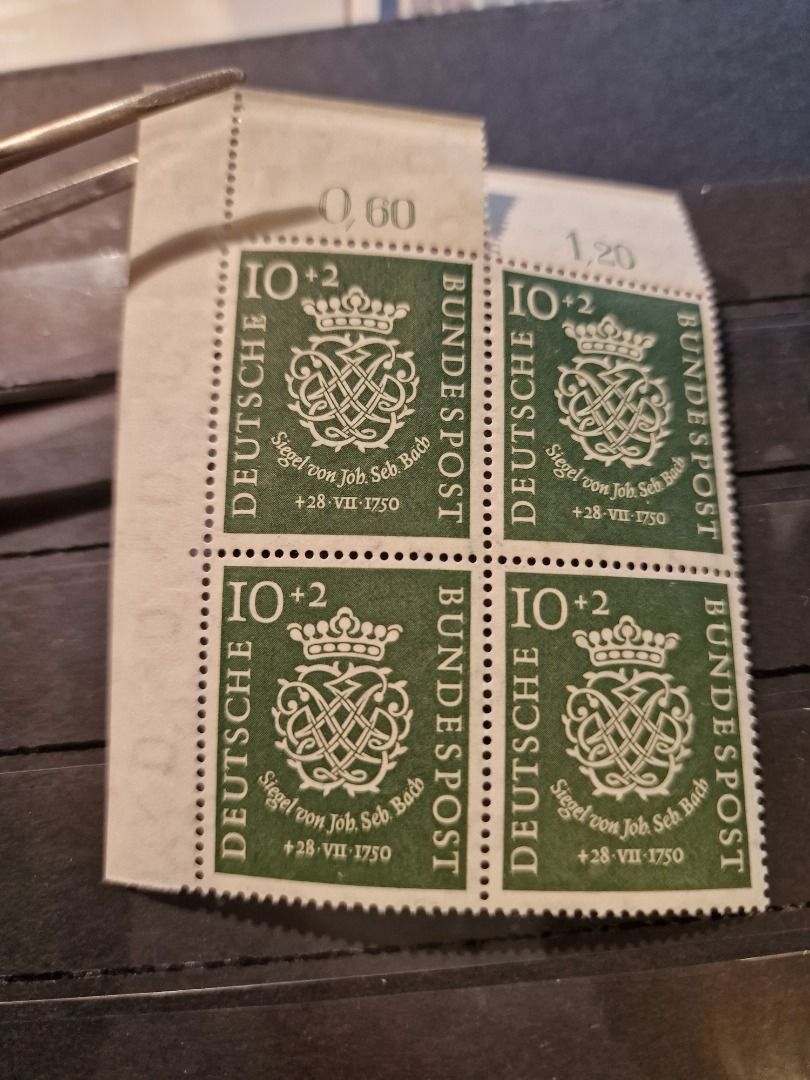 0,60
1,20
10+2
DEUTSCHE
BUNDESPOST
Siegel von Joh. Seb. Bach
+28·VII·1750
10+2
DEUTSCHE
BUNDESPOST
Siegel von Joh. Seb. Bach
+28·VII·1750
10+2
DEUTSCHE
BUNDESPOST
Siegel von Joh. Seb. Bach
+28·VII·1750
10+2
DEUTSCHE
BUNDESPOST
Siegel von Joh. Seb. Bach
+28·VII·1750